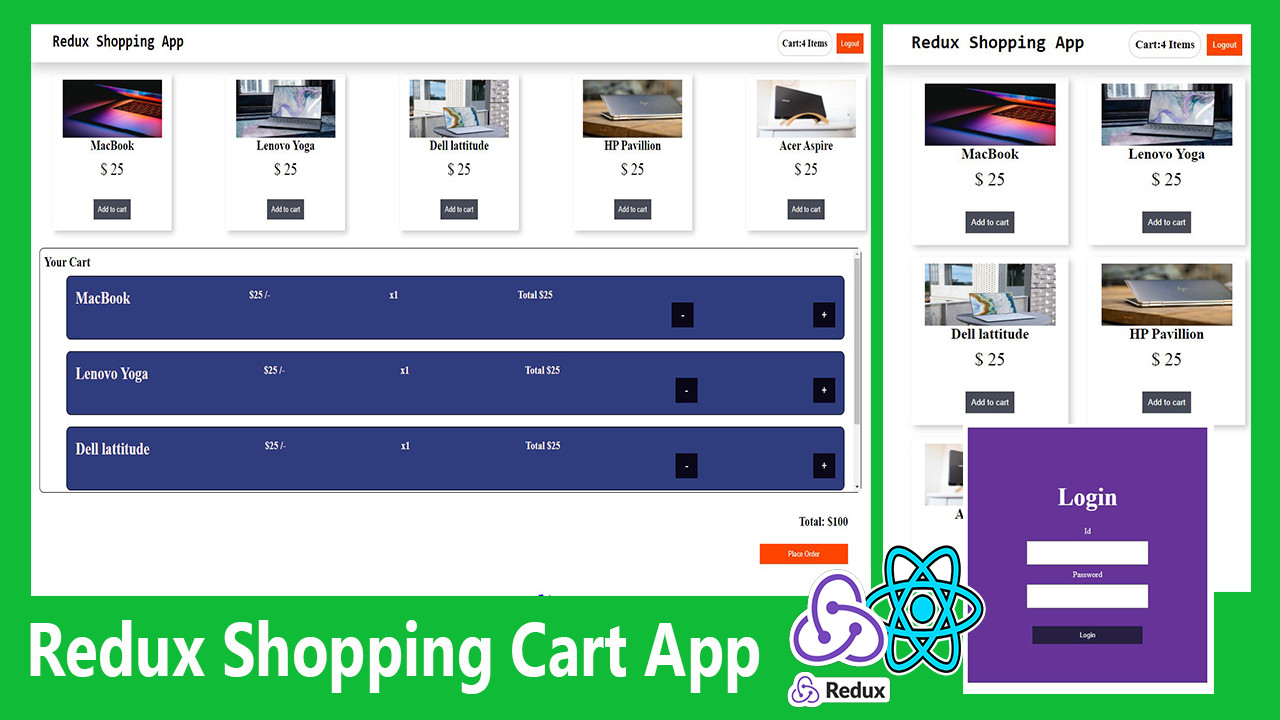 Redux Shopping App
Cart:4 Items
Logout
MacBook
$ 25
Add to cart
Lenovo Yoga
$ 25
Add to cart
Dell lattitude
$ 25
Add to cart
HP Pavillion
$ 25
Add to cart
Acer Aspire
$ 25
Add to cart
Your Cart
MacBook $25 /- x1 Total $25 - +
Lenovo Yoga $25 /- x1 Total $25 - +
Dell lattitude $25 /- x1 Total $25 - +
Total: $100
Place Order
Redux Shopping App
Cart:4 Items
Logout
MacBook
$ 25
Add to cart
Lenovo Yoga
$ 25
Add to cart
Dell lattitude
$ 25
Add to cart
HP Pavillion
$ 25
Add to cart
A
Login
Id
Password
Login
Redux Shopping Cart App
Redux